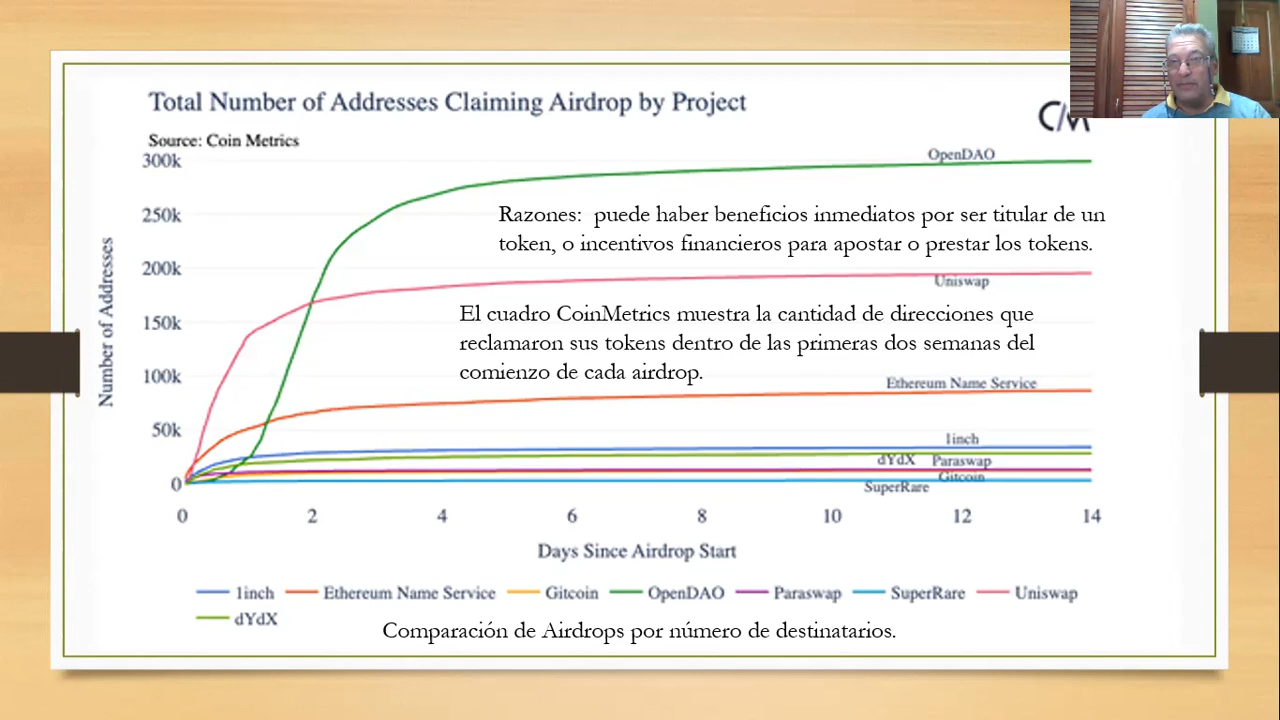 Total Number of Addresses Claiming Airdrop by Project
Source: Coin Metrics
C/M
300k
250k
200k
150k
100k
50k
0
Number of Addresses
OpenDAO
Razones: puede haber beneficios inmediatos por ser titular de un
token, o incentivos financieros para apostar o prestar los tokens.
Uniswap
El cuadro CoinMetrics muestra la cantidad de direcciones que
reclamaron sus tokens dentro de las primeras dos semanas del
comienzo de cada airdrop.
Ethereum Name Service
1inch
dYdX Paraswap
Gitcoin
SuperRare
0 2 4 6 8 10 12 14
Days Since Airdrop Start
1inch Ethereum Name Service Gitcoin OpenDAO Paraswap SuperRare Uniswap
dYdX
Comparación de Airdrops por número de destinatarios.